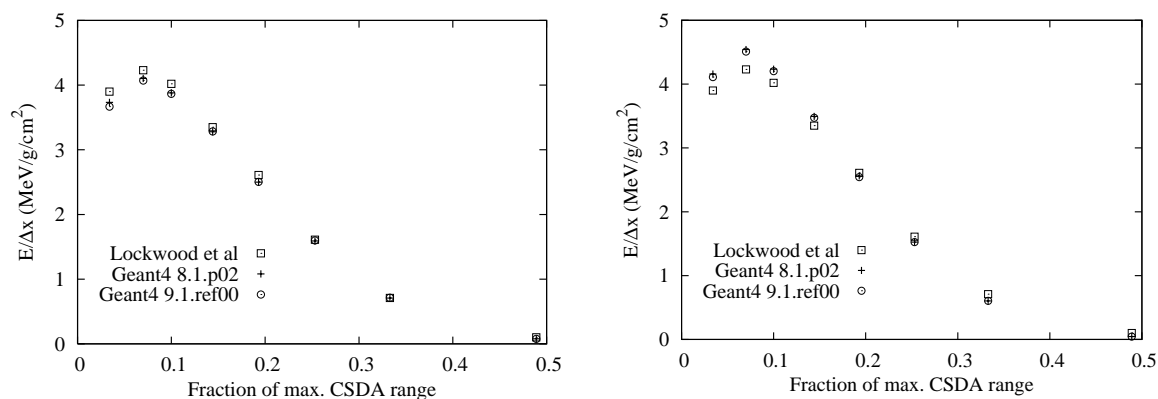 5
4
3
2
1
0
0
0.1
0.2
0.3
0.4
0.5
E/Δx (MeV/g/cm²)
Fraction of max. CSDA range
Lockwood et al
Geant4 8.1.p02
Geant4 9.1.ref00
5
4
3
2
1
0
0
0.1
0.2
0.3
0.4
0.5
E/Δx (MeV/g/cm²)
Fraction of max. CSDA range
Lockwood et al
Geant4 8.1.p02
Geant4 9.1.ref00